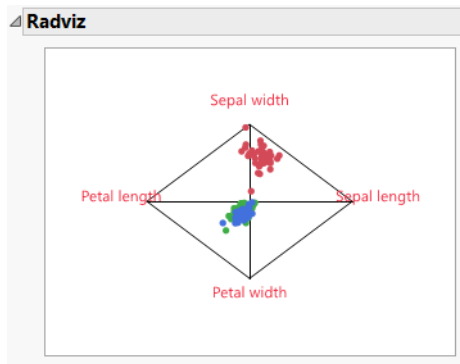 Radviz
Sepal width
Petal length
Sepal length
Petal width